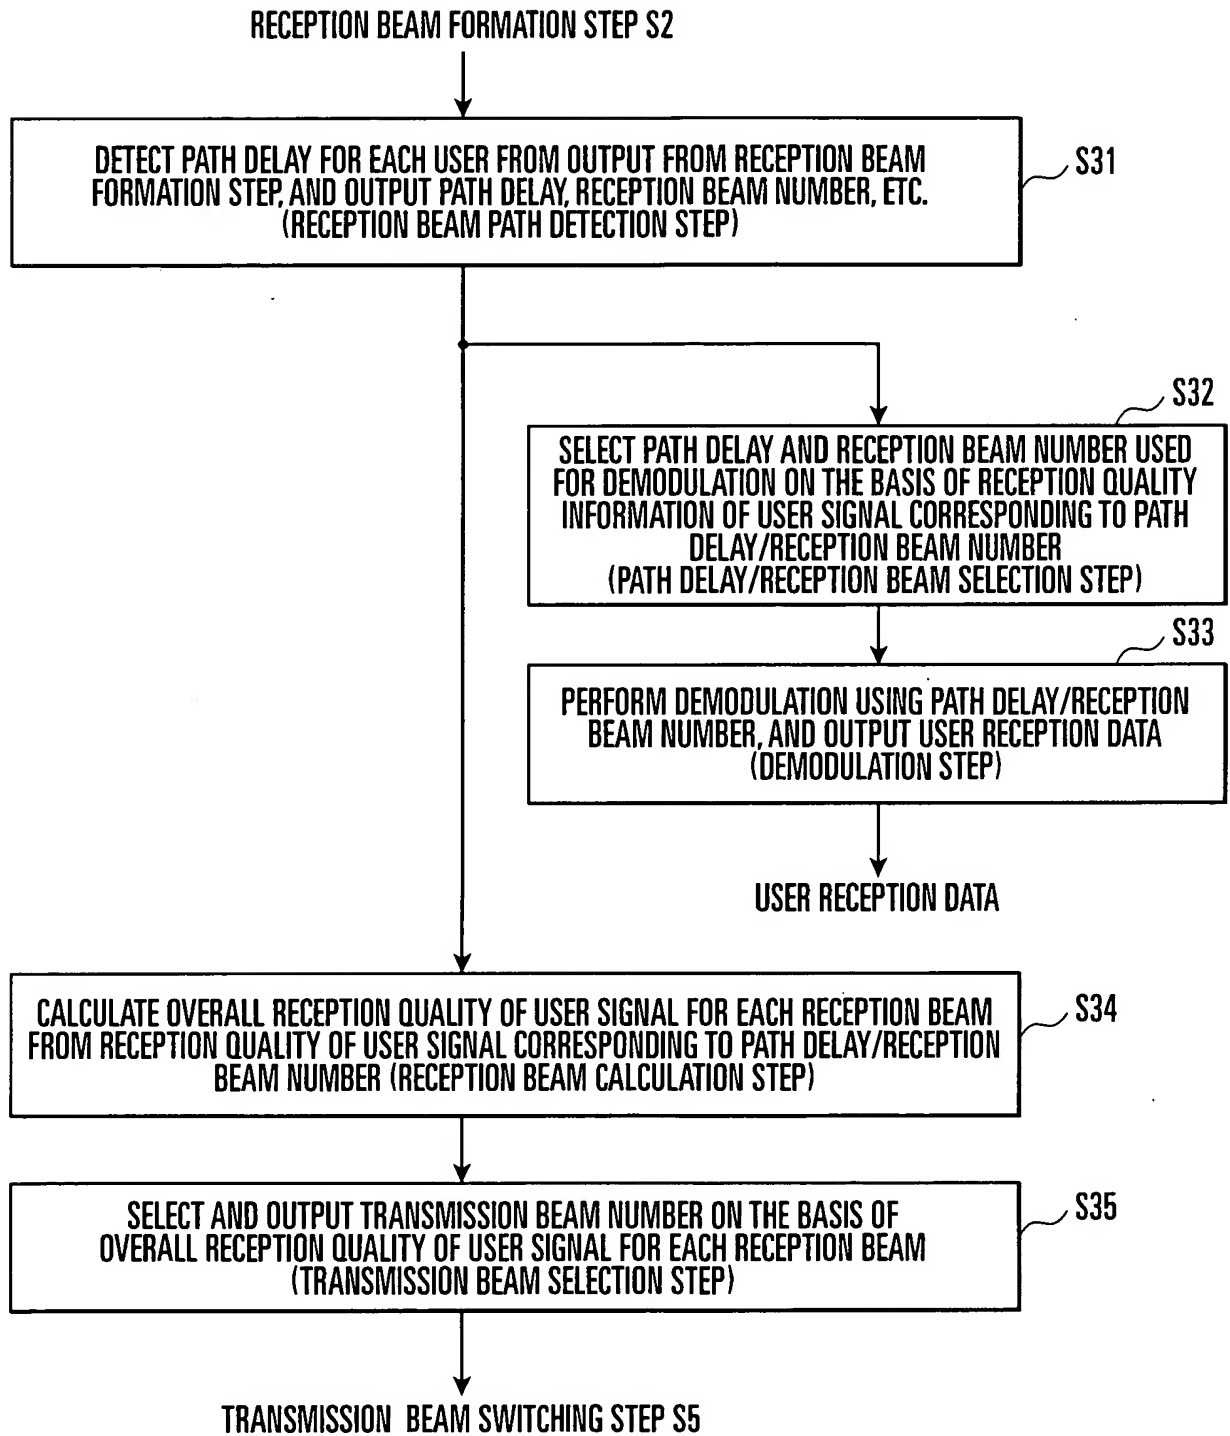 RECEPTION BEAM FORMATION STEP S2
DETECT PATH DELAY FOR EACH USER FROM OUTPUT FROM RECEPTION BEAM
FORMATION STEP, AND OUTPUT PATH DELAY, RECEPTION BEAM NUMBER, ETC.
(RECEPTION BEAM PATH DETECTION STEP)
S31
S32
SELECT PATH DELAY AND RECEPTION BEAM NUMBER USED
FOR DEMODULATION ON THE BASIS OF RECEPTION QUALITY
INFORMATION OF USER SIGNAL CORRESPONDING TO PATH
DELAY/RECEPTION BEAM NUMBER
(PATH DELAY/RECEPTION BEAM SELECTION STEP)
S33
PERFORM DEMODULATION USING PATH DELAY/RECEPTION
BEAM NUMBER, AND OUTPUT USER RECEPTION DATA
(DEMODULATION STEP)
USER RECEPTION DATA
CALCULATE OVERALL RECEPTION QUALITY OF USER SIGNAL FOR EACH RECEPTION BEAM
FROM RECEPTION QUALITY OF USER SIGNAL CORRESPONDING TO PATH DELAY/RECEPTION
BEAM NUMBER (RECEPTION BEAM CALCULATION STEP)
S34
SELECT AND OUTPUT TRANSMISSION BEAM NUMBER ON THE BASIS OF
OVERALL RECEPTION QUALITY OF USER SIGNAL FOR EACH RECEPTION BEAM
(TRANSMISSION BEAM SELECTION STEP)
S35
TRANSMISSION BEAM SWITCHING STEP S5